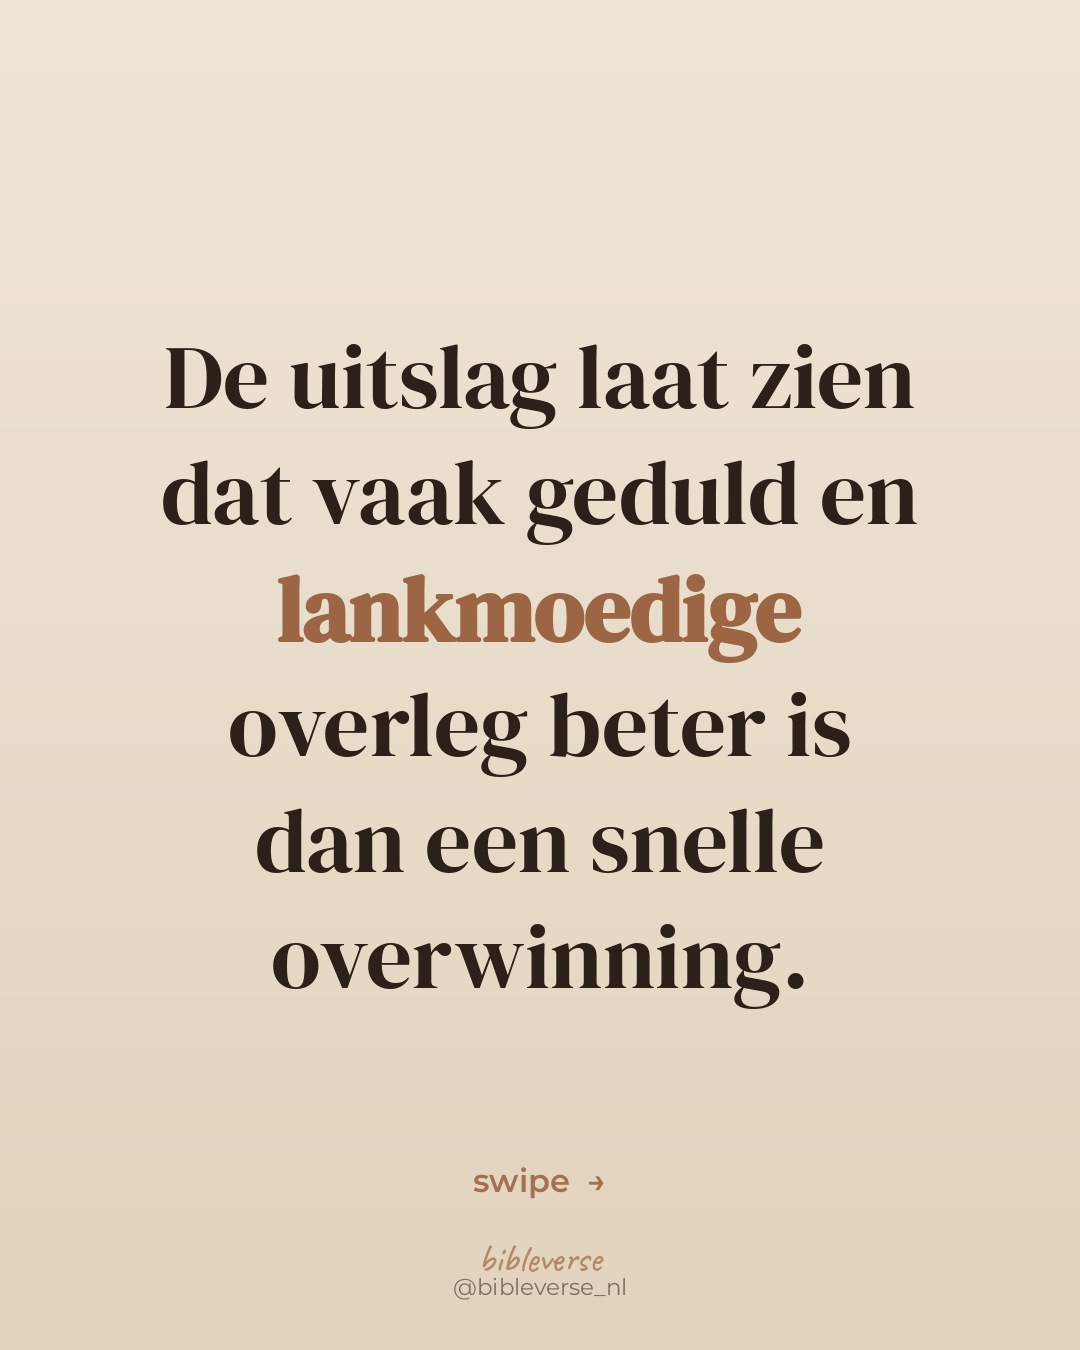 De uitslag laat zien
dat vaak geduld en
lankmoedige
overleg beter is
dan een snelle
overwinning.
swipe →
bibleverse
@bibleverse_nl